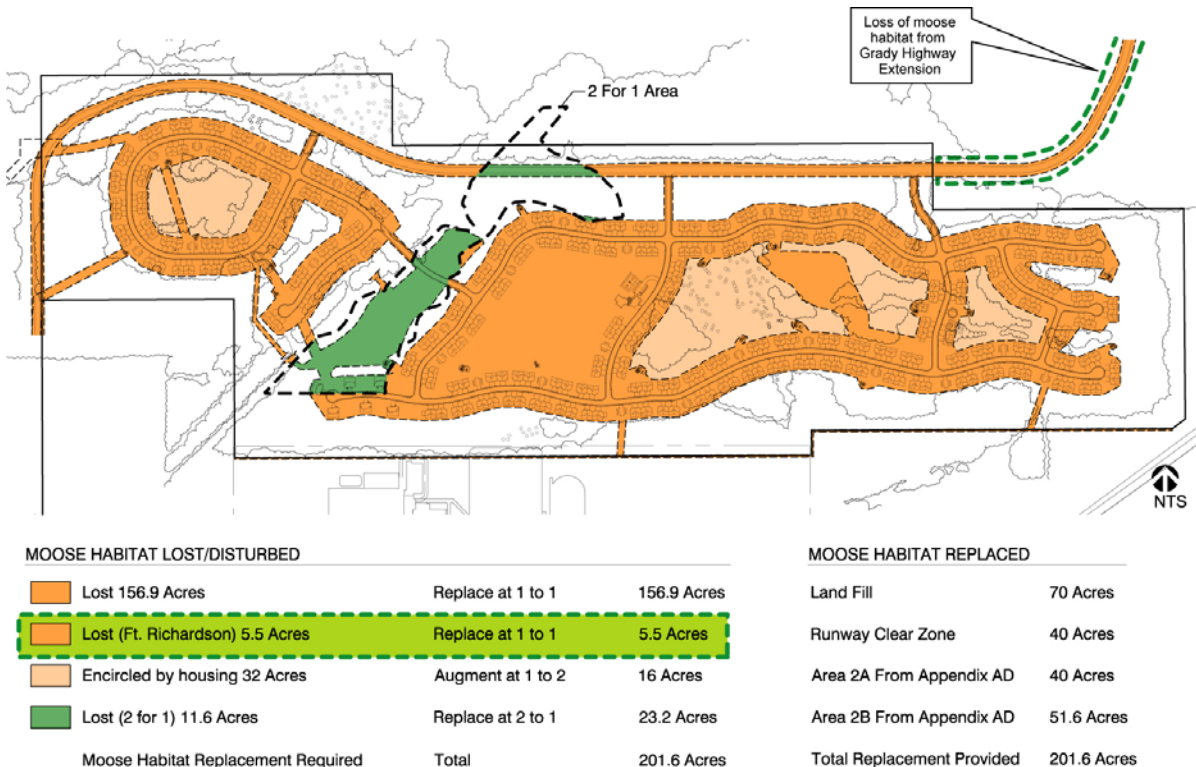 Loss of moose
habitat from
Grady Highway
Extension
2 For 1 Area
NTS
MOOSE HABITAT LOST/DISTURBED
Lost 156.9 Acres Replace at 1 to 1 156.9 Acres
Lost (Ft. Richardson) 5.5 Acres Replace at 1 to 1 5.5 Acres
Encircled by housing 32 Acres Augment at 1 to 2 16 Acres
Lost (2 for 1) 11.6 Acres Replace at 2 to 1 23.2 Acres
Moose Habitat Replacement Required Total 201.6 Acres
MOOSE HABITAT REPLACED
Land Fill 70 Acres
Runway Clear Zone 40 Acres
Area 2A From Appendix AD 40 Acres
Area 2B From Appendix AD 51.6 Acres
Total Replacement Provided 201.6 Acres